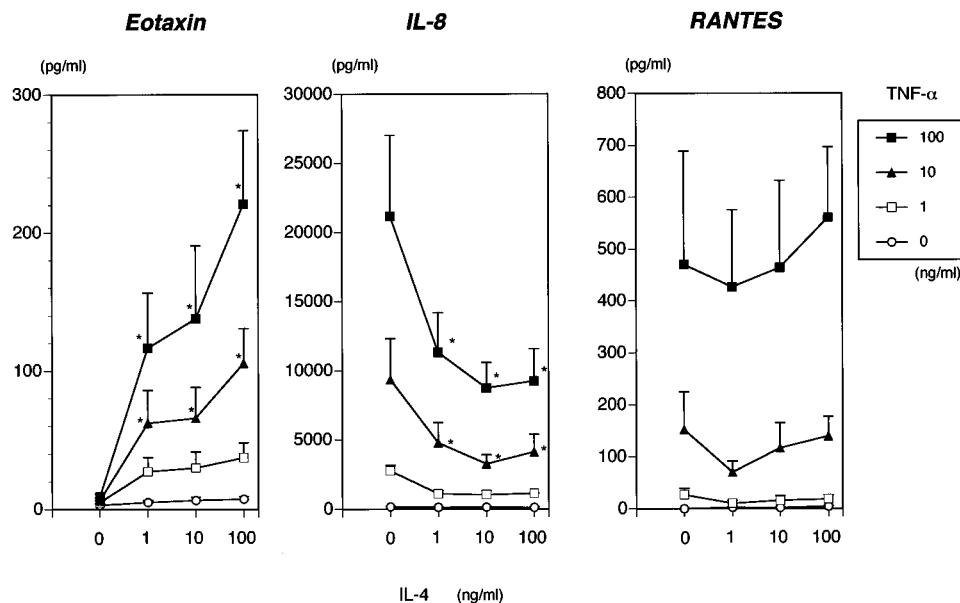 Eotaxin
IL-8
RANTES
(pg/ml)
(pg/ml)
(pg/ml)
300
200
100
0
0 1 10 100
30000
25000
20000
15000
10000
5000
0
0 1 10 100
800
700
600
500
400
300
200
100
0
0 1 10 100
* * * * * *
* * * * * *
TNF-α
100
10
1
0
(ng/ml)
IL-4 (ng/ml)